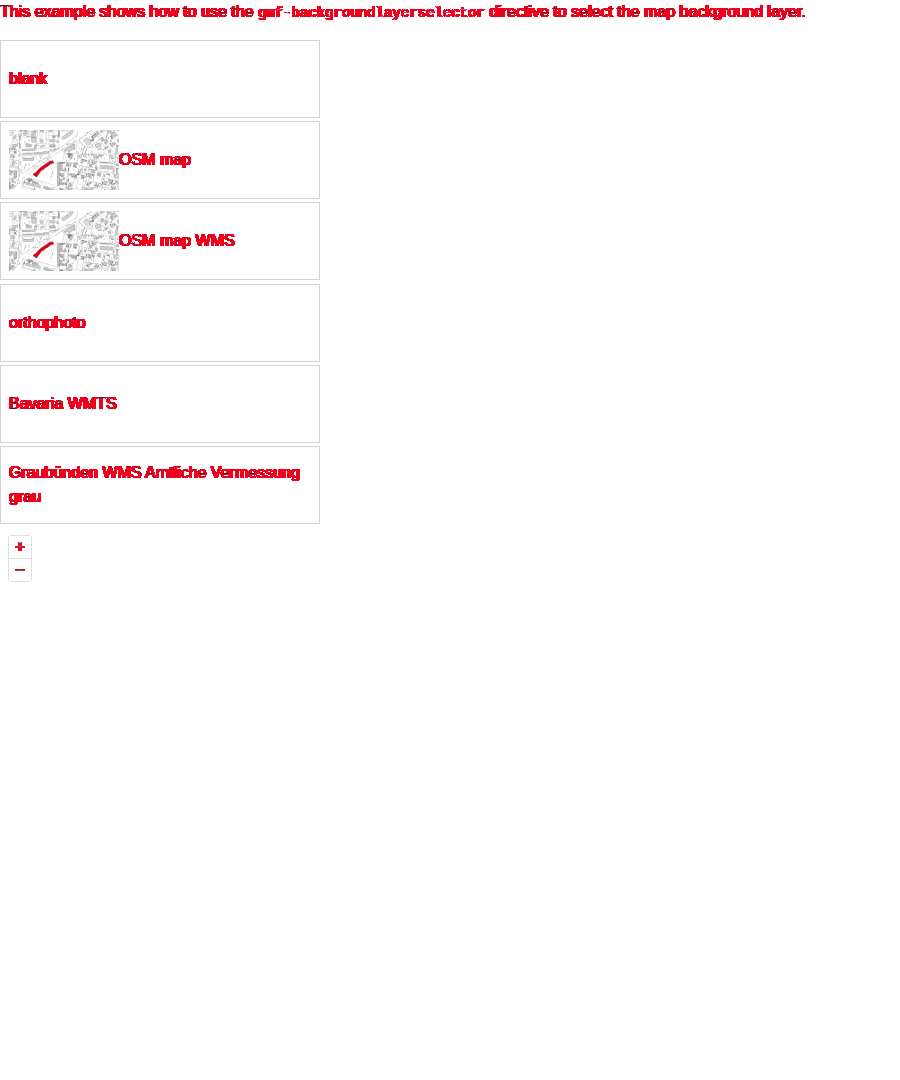 This example shows how to use the gmf-backgroundlayerselector directive to select the map background layer.
blank
OSM map
OSM map WMS
orthophoto
Bavaria WMTS
Graubünden WMS Amtliche Vermessung
grau
+
−